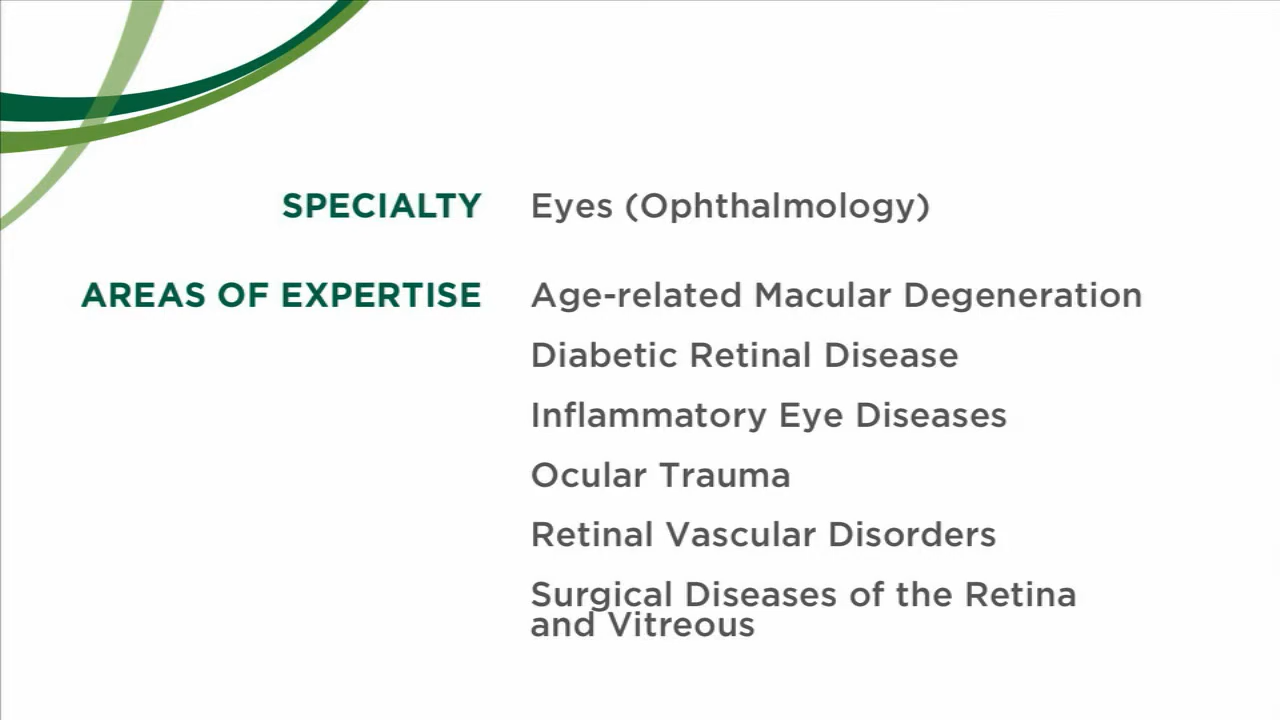 SPECIALTY Eyes (Ophthalmology)
AREAS OF EXPERTISE Age-related Macular Degeneration
Diabetic Retinal Disease
Inflammatory Eye Diseases
Ocular Trauma
Retinal Vascular Disorders
Surgical Diseases of the Retina
and Vitreous